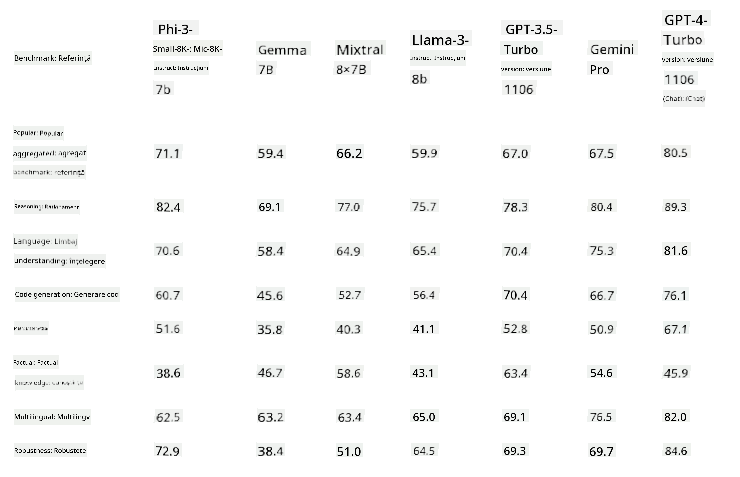 Phi-3- GPT-3.5- GPT-4-
Benchmark: Referință Small-8K-: Mic-8K- Gemma Mixtral Llama-3- Turbo Gemini Turbo
7B 8×7B version: versiune Pro version: versiune
7b 8b 1106 1106
(Chat): (Chat)
Popular: Popular
aggregated: agregat 71.1 59.4 66.2 59.9 67.0 67.5 80.5
benchmark: referință
Reasoning: Raționament 82.4 69.1 77.0 75.7 78.3 80.4 89.3
Language: Limbaj
understanding: înțelegere 70.6 58.4 64.9 65.4 70.4 75.3 81.6
Code generation: Generare cod 60.7 45.6 52.7 56.4 70.4 66.7 76.1
51.6 35.8 40.3 41.1 52.8 50.9 67.1
Factual: Factual
knowledge: 38.6 46.7 58.6 43.1 63.4 54.6 45.9
Multilingual: Multilingv 62.5 63.2 63.4 65.0 69.1 76.5 82.0
Robustness: Robustețe 72.9 38.4 51.0 64.5 69.3 69.7 84.6